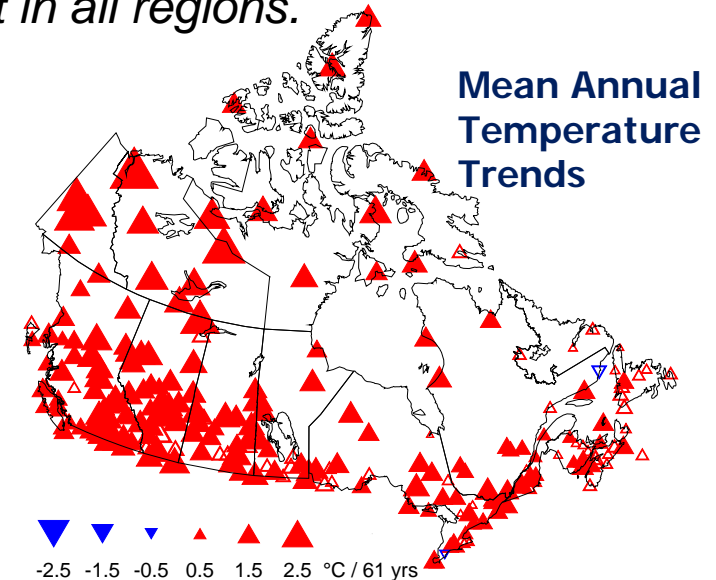 t in all regions.
Mean Annual
Temperature
Trends
-2.5 -1.5 -0.5 0.5 1.5 2.5 °C / 61 yrs